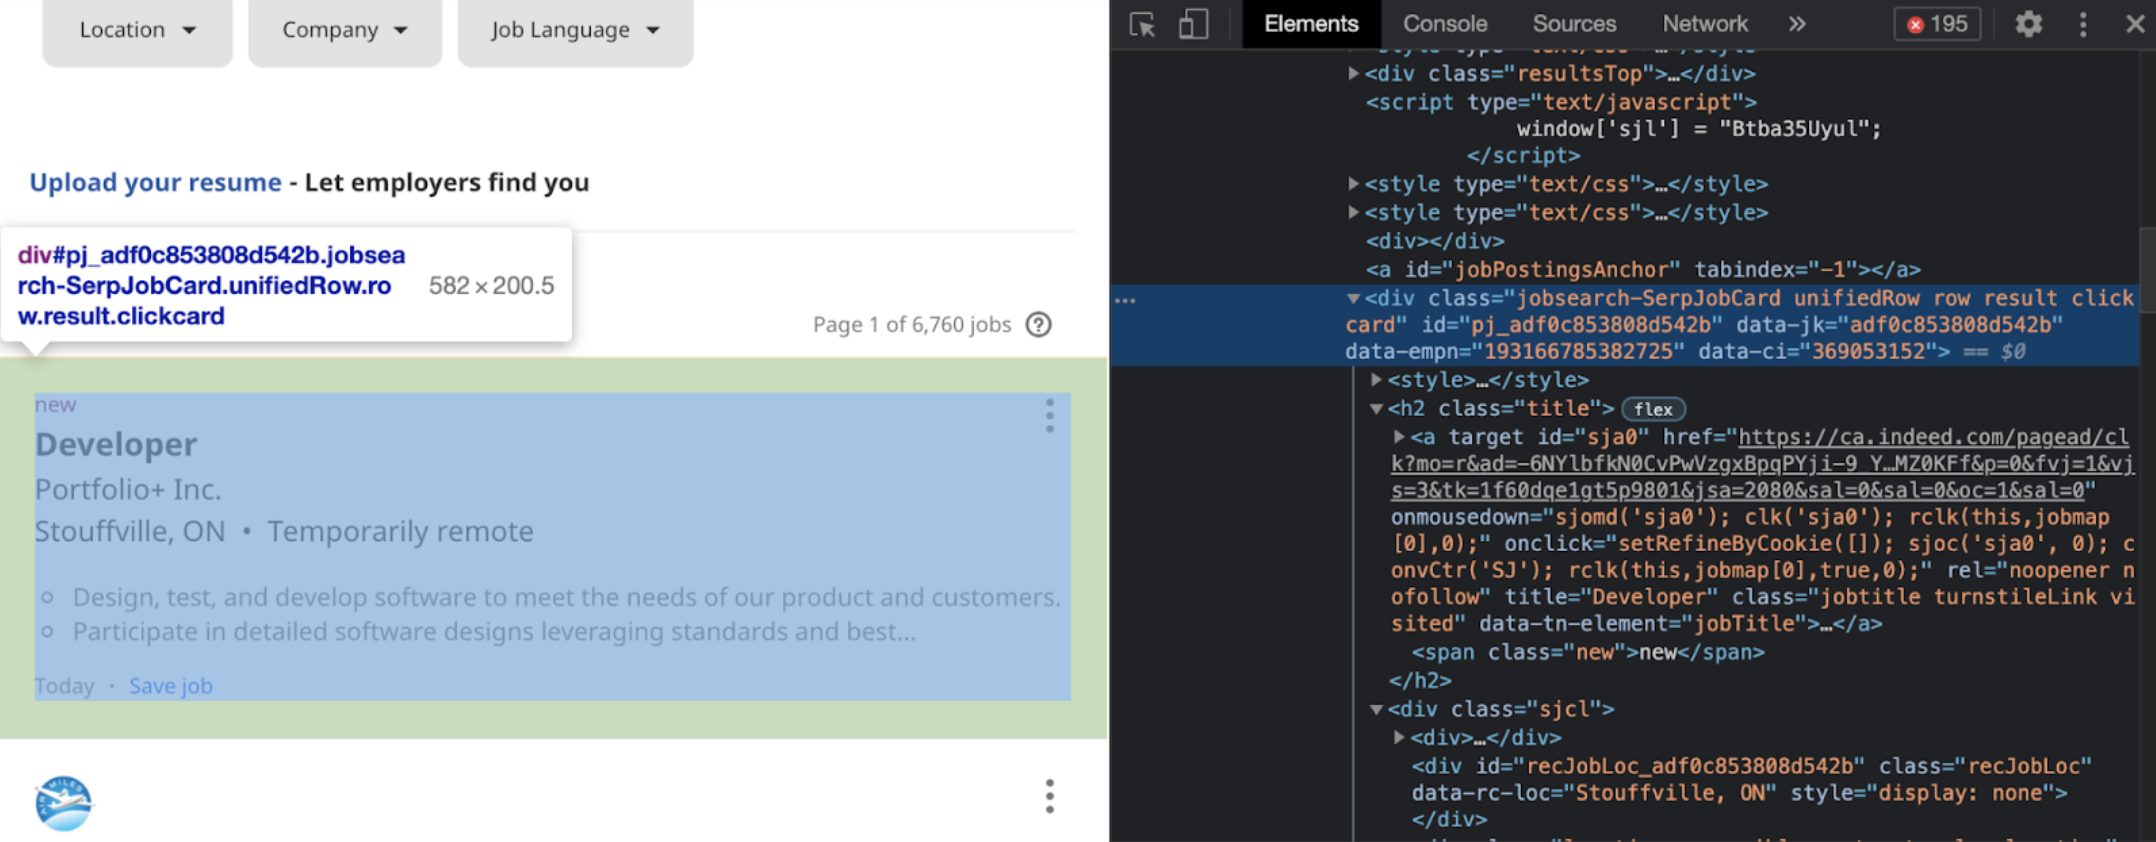 Location
Company
Job Language
Upload your resume - Let employers find you
div#pj_adf0c853808d542b.jobsea
rch-SerpJobCard.unifiedRow.ro
w.result.clickcard
582 × 200.5
Page 1 of 6,760 jobs ?
new
Developer
Portfolio+ Inc.
Stouffville, ON • Temporarily remote
Design, test, and develop software to meet the needs of our product and customers.
Participate in detailed software designs leveraging standards and best...
Today · Save job
AIR MILES
Elements Console Sources Network 195
<div class="resultsTop">…</div>
<script type="text/javascript">
window['sjl'] = "Btba35Uyul";
</script>
<style type="text/css">…</style>
<style type="text/css">…</style>
<div></div>
<a id="jobPostingsAnchor" tabindex="-1"></a>
<div class="jobsearch-SerpJobCard unifiedRow row result click
card" id="pj_adf0c853808d542b" data-jk="adf0c853808d542b"
data-empn="193166785382725" data-ci="369053152"> == $0
<style>…</style>
<h2 class="title"> flex
<a target id="sja0" href="https://ca.indeed.com/pagead/cl
k?mo=r&ad=-6NYlbfkN0CvPwVzgxBpqPYji-9_Y…MZ0KFf&p=0&fvj=1&vj
s=3&tk=1f60dqe1gt5p9801&jsa=2080&sal=0&sal=0&oc=1&sal=0"
onmousedown="sjomd('sja0'); clk('sja0'); rclk(this,jobmap
[0],0);" onclick="setRefineByCookie([]); sjoc('sja0', 0); c
onvCtr('SJ'); rclk(this,jobmap[0],true,0);" rel="noopener n
ofollow" title="Developer" class="jobtitle turnstileLink vi
sited" data-tn-element="jobTitle">…</a>
<span class="new">new</span>
</h2>
<div class="sjcl">
<div>…</div>
<div id="recJobLoc_adf0c853808d542b" class="recJobLoc"
data-rc-loc="Stouffville, ON" style="display: none">
</div>